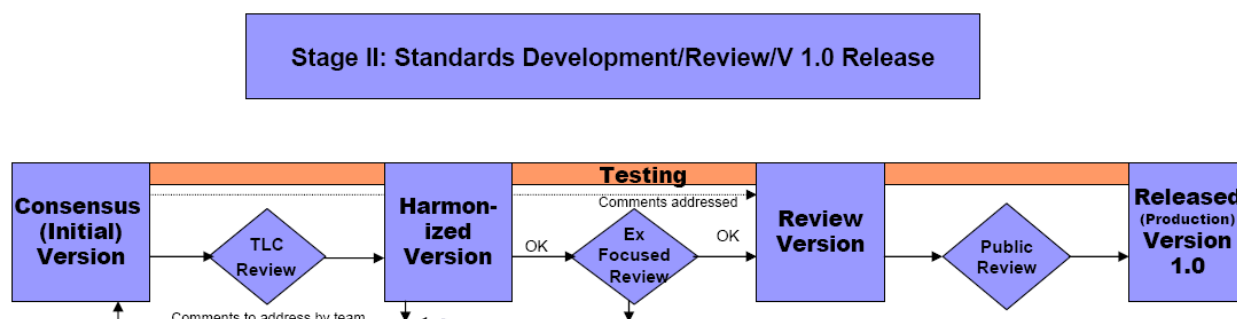 Stage II: Standards Development/Review/V 1.0 Release
Testing
Comments addressed
Consensus
(Initial)
Version
TLC
Review
Harmon-
ized
Version
OK
Ex
Focused
Review
OK
Review
Version
Public
Review
Released
(Production)
Version
1.0
Comments to address by team